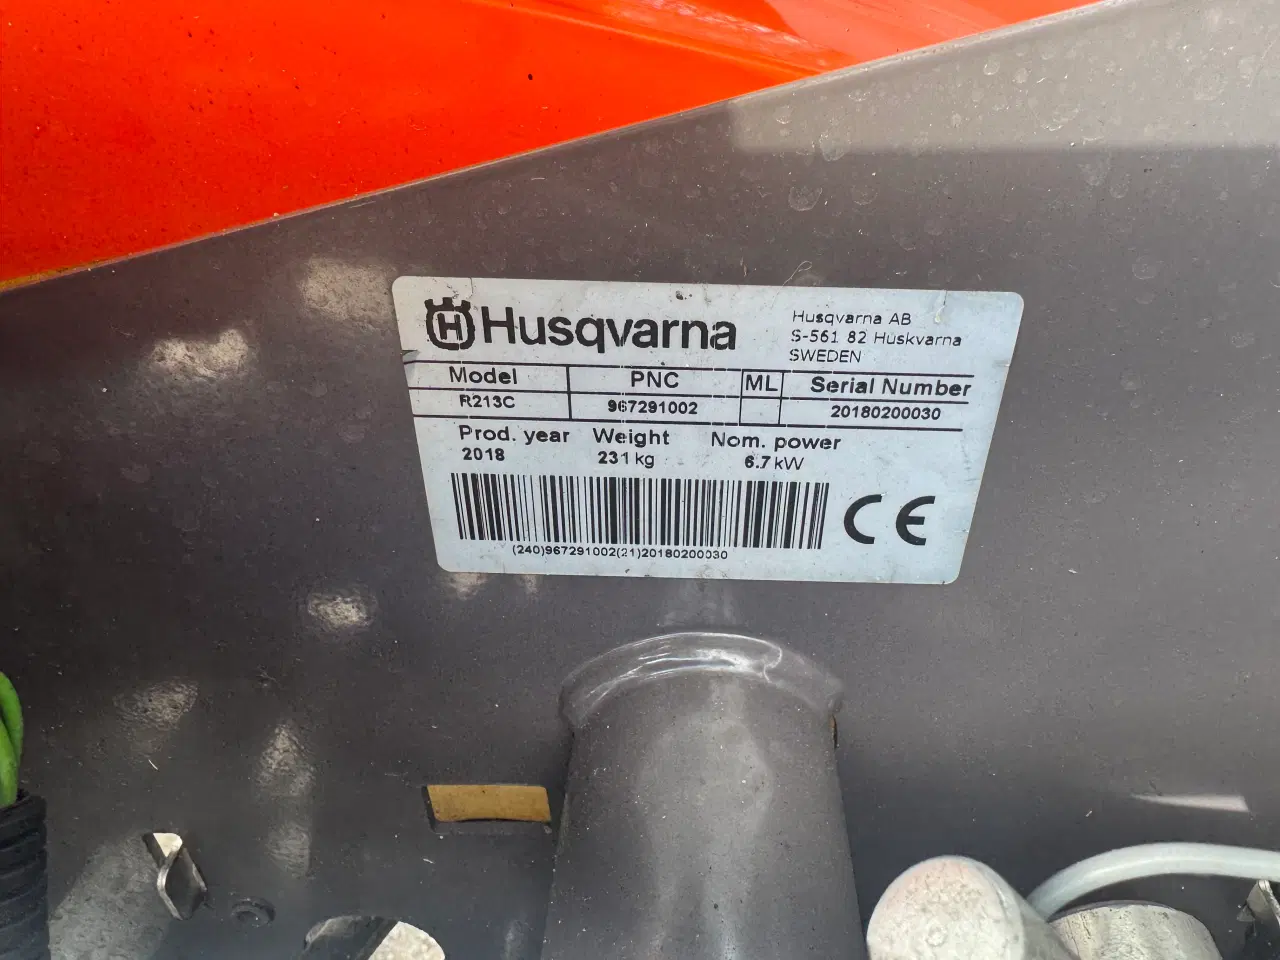 Husqvarna
Husqvarna AB
S-561 82 Huskvarna
SWEDEN
Model PNC ML Serial Number
R213C 967291002 20180200030
Prod. year Weight Nom. power
2018 231 kg 6.7 kW
(240)967291002(21)20180200030
CE